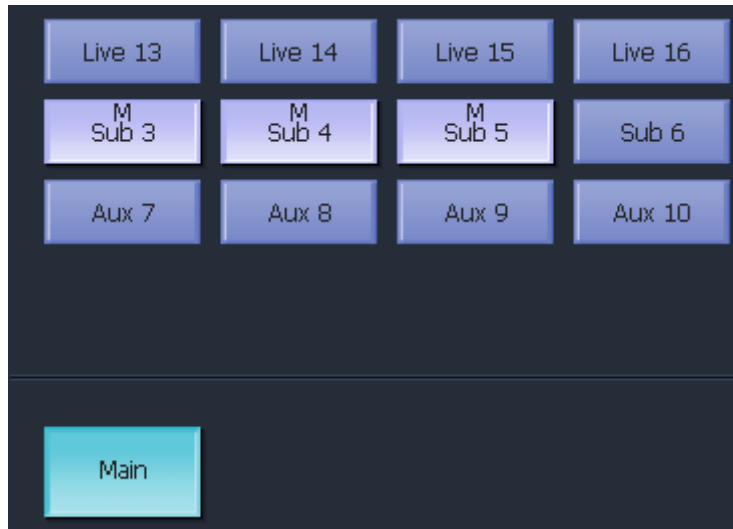 Live 13 Live 14 Live 15 Live 16
M M M
Sub 3 Sub 4 Sub 5 Sub 6
Aux 7 Aux 8 Aux 9 Aux 10
Main